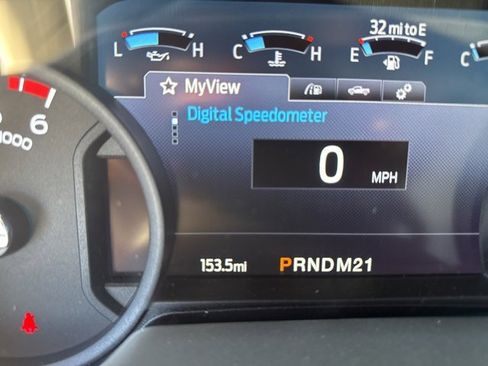 32 mi to E
L H
C H
E F
C
MyView
Digital Speedometer
6
1000
0 MPH
153.5mi
PRNDM21